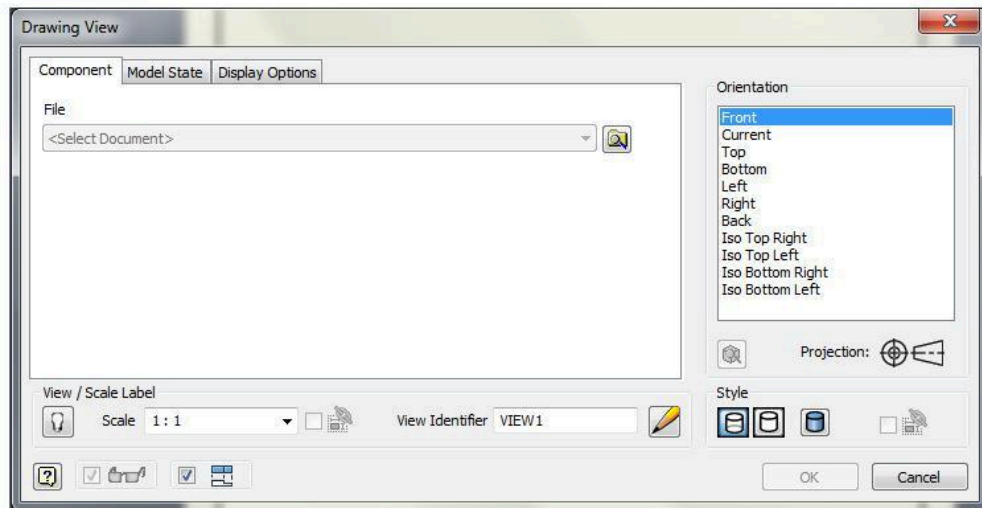 Drawing View
Component Model State Display Options
File
<Select Document>
Orientation
Front
Current
Top
Bottom
Left
Right
Back
Iso Top Right
Iso Top Left
Iso Bottom Right
Iso Bottom Left
Projection:
View / Scale Label
Scale 1 : 1 View Identifier VIEW1
Style
OK Cancel